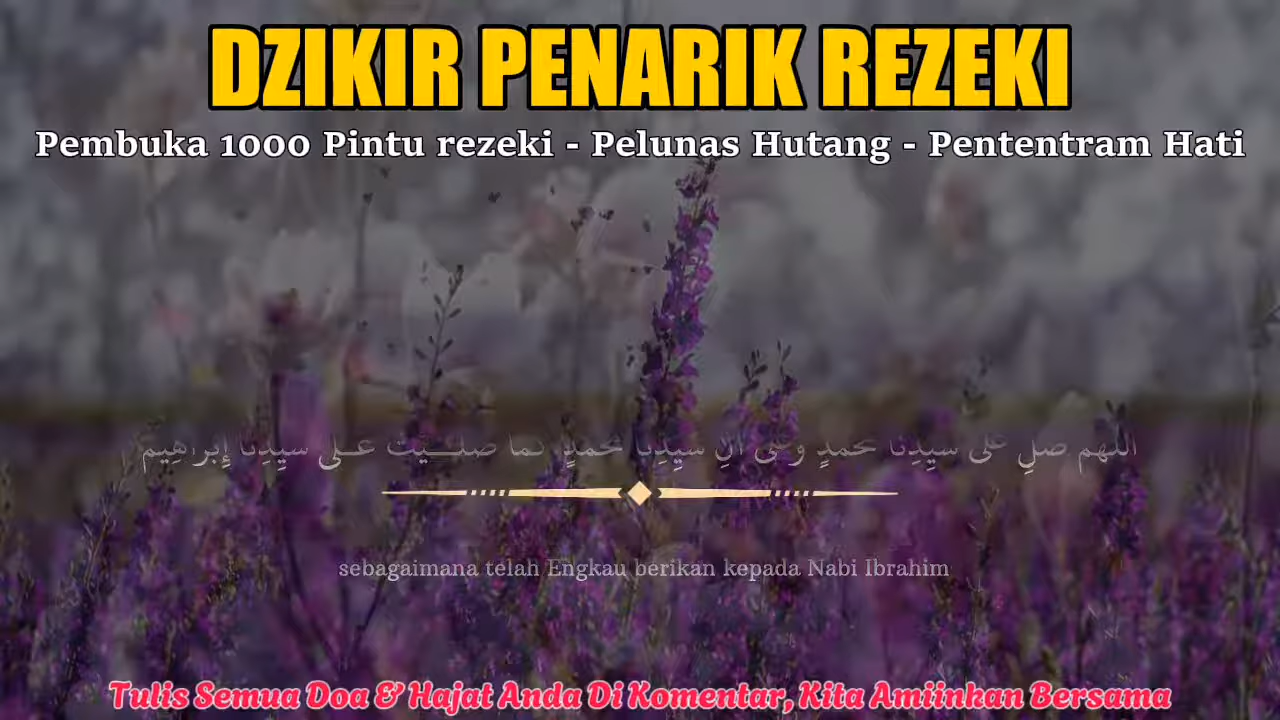 DZIKIR PENARIK REZEKI
Pembuka 1000 Pintu rezeki - Pelunas Hutang - Pententram Hati
اللهم صل على سيدنا محمد وعلى آل سيدنا محمد كما صليت على سيدنا إبراهيم
sebagaimana telah Engkau berikan kepada Nabi Ibrahim
Tulis Semua Doa & Hajat Anda Di Komentar, Kita Amiinkan Bersama